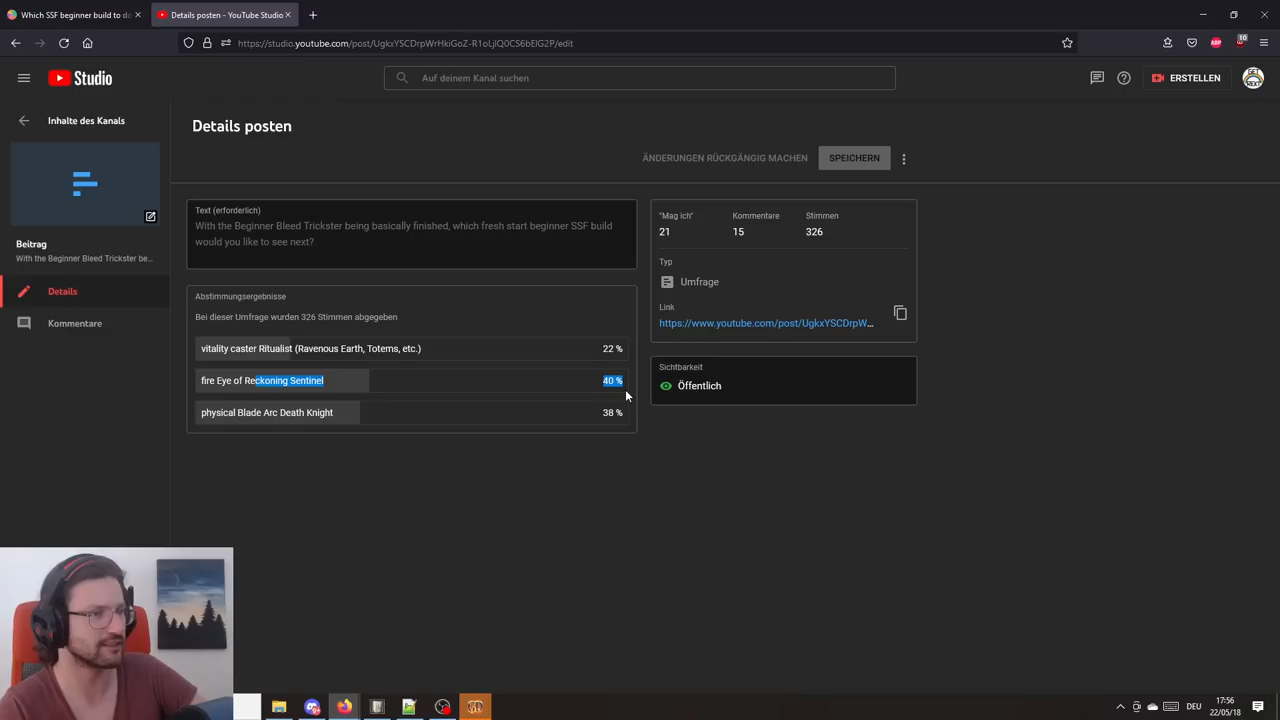 Which SSF beginner build to do
Details posten - YouTube Studio
https://studio.youtube.com/post/UgkxYSCDrpWrHkiGoZ-R1oLjlQ0CS6bElG2P/edit
Studio
Auf deinem Kanal suchen
ERSTELLEN
Inhalte des Kanals
Beitrag
With the Beginner Bleed Trickster be...
Details
Kommentare
Details posten
ÄNDERUNGEN RÜCKGÄNGIG MACHEN
SPEICHERN
Text (erforderlich)
With the Beginner Bleed Trickster being basically finished, which fresh start beginner SSF build
would you like to see next?
Abstimmungsergebnisse
Bei dieser Umfrage wurden 326 Stimmen abgegeben
vitality caster Ritualist (Ravenous Earth, Totems, etc.) 22 %
fire Eye of Reckoning Sentinel 40 %
physical Blade Arc Death Knight 38 %
"Mag ich" Kommentare Stimmen
21 15 326
Typ
Umfrage
Link
https://www.youtube.com/post/UgkxYSCDrpW...
Sichtbarkeit
Öffentlich
DEU
17:56
22/05/18